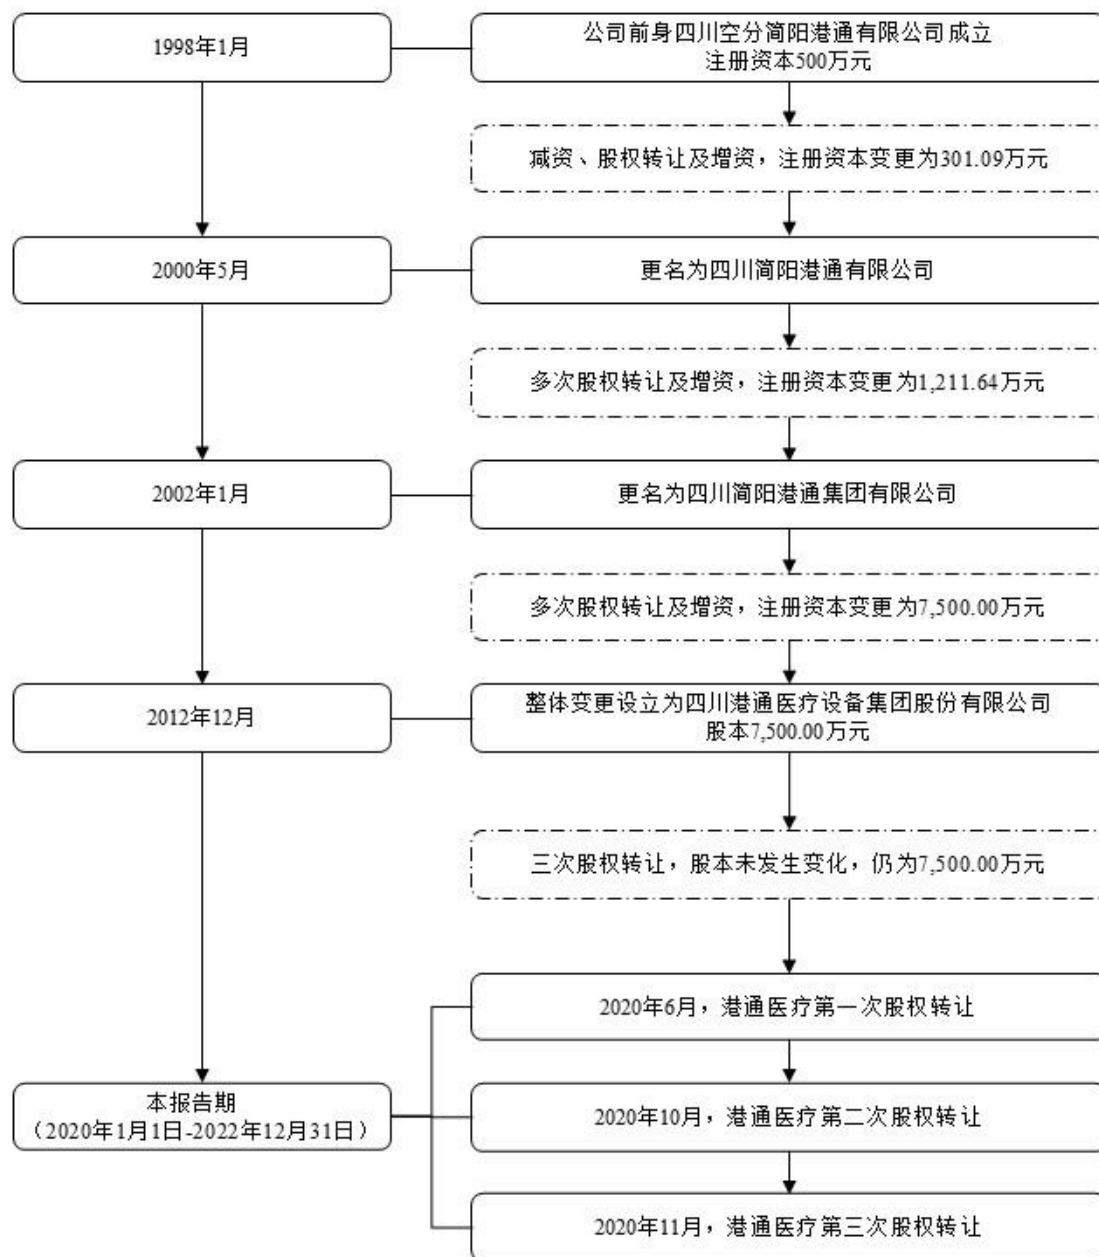 1998年1月
公司前身四川空分简阳港通有限公司成立
注册资本500万元
减资、股权转让及增资，注册资本变更为301.09万元
2000年5月
更名为四川简阳港通有限公司
多次股权转让及增资，注册资本变更为1,211.64万元
2002年1月
更名为四川简阳港通集团有限公司
多次股权转让及增资，注册资本变更为7,500.00万元
2012年12月
整体变更设立为四川港通医疗设备集团股份有限公司
股本7,500.00万元
三次股权转让，股本未发生变化，仍为7,500.00万元
本报告期
（2020年1月1日-2022年12月31日）
2020年6月，港通医疗第一次股权转让
2020年10月，港通医疗第二次股权转让
2020年11月，港通医疗第三次股权转让